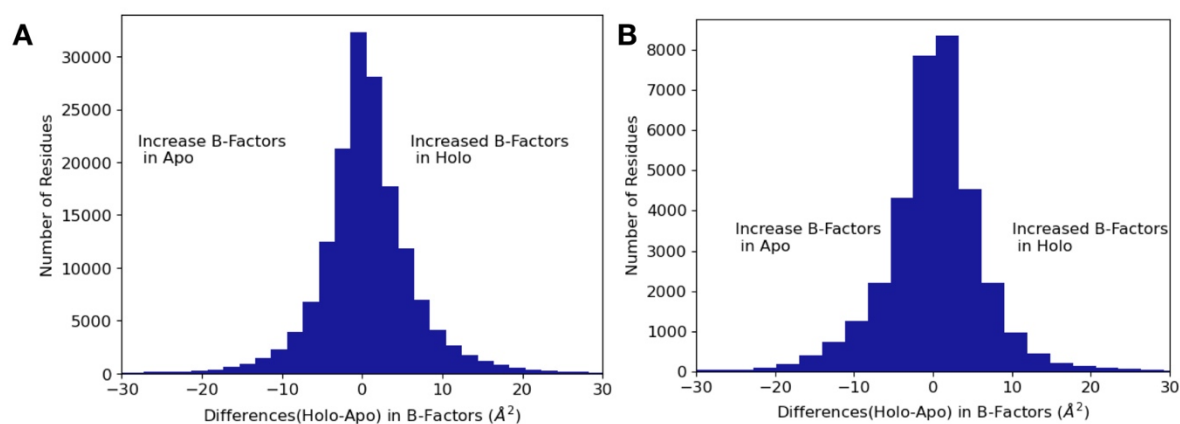 A
Number of Residues
30000
25000
20000
15000
10000
5000
0
Increase B-Factors
in Apo
Increased B-Factors
in Holo
−30
−20
−10
0
10
20
30
Differences(Holo-Apo) in B-Factors (Å²)
B
Number of Residues
8000
7000
6000
5000
4000
3000
2000
1000
0
Increase B-Factors
in Apo
Increased B-Factors
in Holo
−30
−20
−10
0
10
20
30
Differences(Holo-Apo) in B-Factors (Å²)